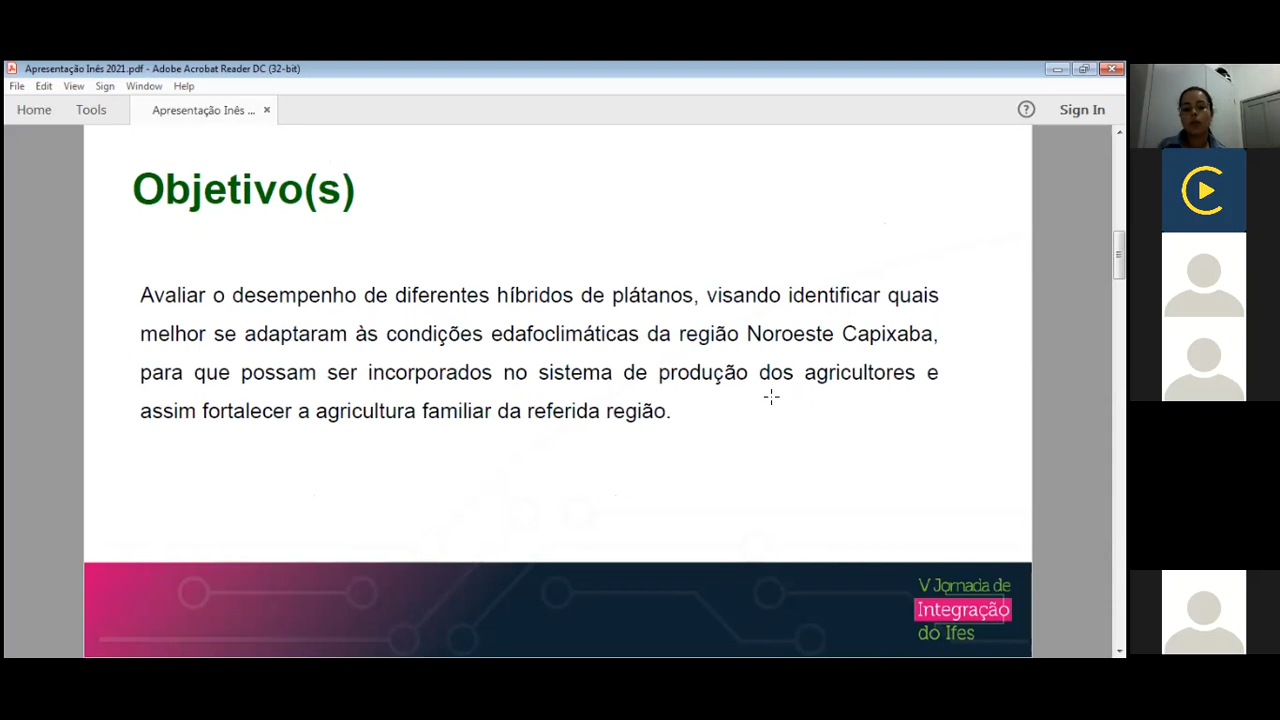 Apresentação Inês 2021.pdf - Adobe Acrobat Reader DC (32-bit)
File Edit View Sign Window Help
Home Tools Apresentação Inês ... × ? Sign In
Objetivo(s)
Avaliar o desempenho de diferentes híbridos de plátanos, visando identificar quais
melhor se adaptaram às condições edafoclimáticas da região Noroeste Capixaba,
para que possam ser incorporados no sistema de produção dos agricultores e
assim fortalecer a agricultura familiar da referida região.
V Jornada de
Integração
do Ifes